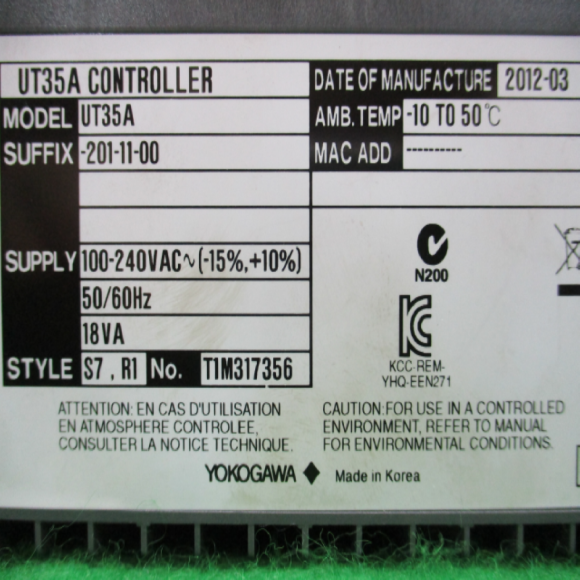 UT35A CONTROLLER
DATE OF MANUFACTURE 2012-03
MODEL UT35A
AMB.TEMP -10 TO 50℃
SUFFIX -201-11-00
MAC ADD ----------
SUPPLY 100-240VAC∿(-15%,+10%)
50/60Hz
18VA
STYLE S7 , R1 No. T1M317356
N200
KCC-REM-
YHQ-EEN271
ATTENTION: EN CAS D'UTILISATION
EN ATMOSPHERE CONTROLEE,
CONSULTER LA NOTICE TECHNIQUE.
CAUTION:FOR USE IN A CONTROLLED
ENVIRONMENT, REFER TO MANUAL
FOR ENVIRONMENTAL CONDITIONS.
YOKOGAWA ◆ Made in Korea